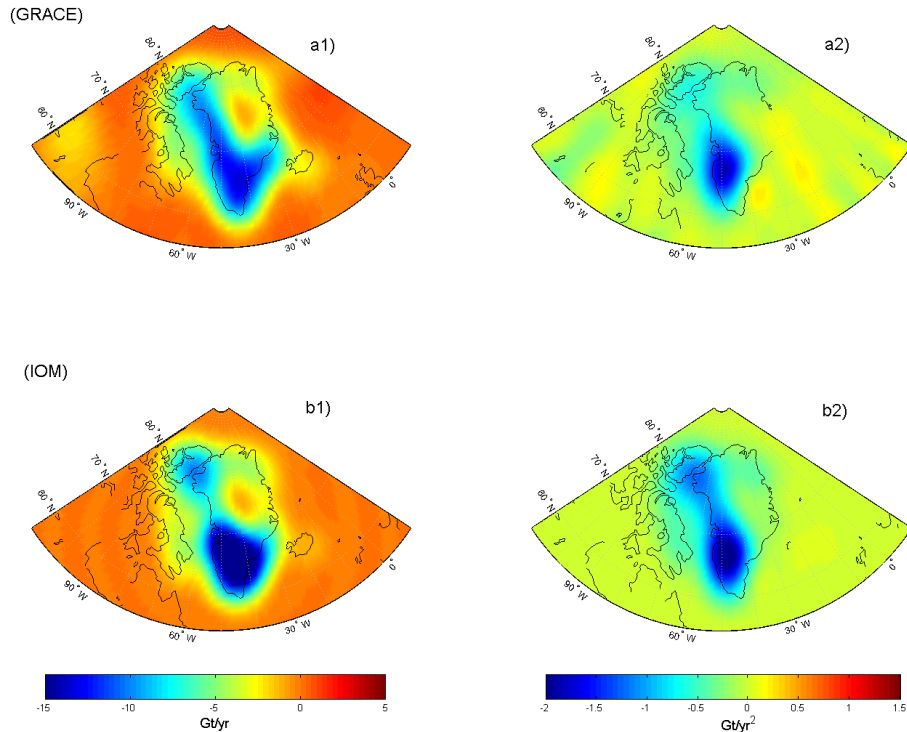 (GRACE)
a1)
a2)
80° N
70° N
60° N
90° W
60° W
30° W
0°
80° N
70° N
60° N
90° W
60° W
30° W
0°
(IOM)
b1)
b2)
80° N
70° N
60° N
90° W
60° W
30° W
0°
80° N
70° N
60° N
90° W
60° W
30° W
0°
-15 -10 -5 0 5
Gt/yr
-2 -1.5 -1 -0.5 0 0.5 1 1.5
Gt/yr²